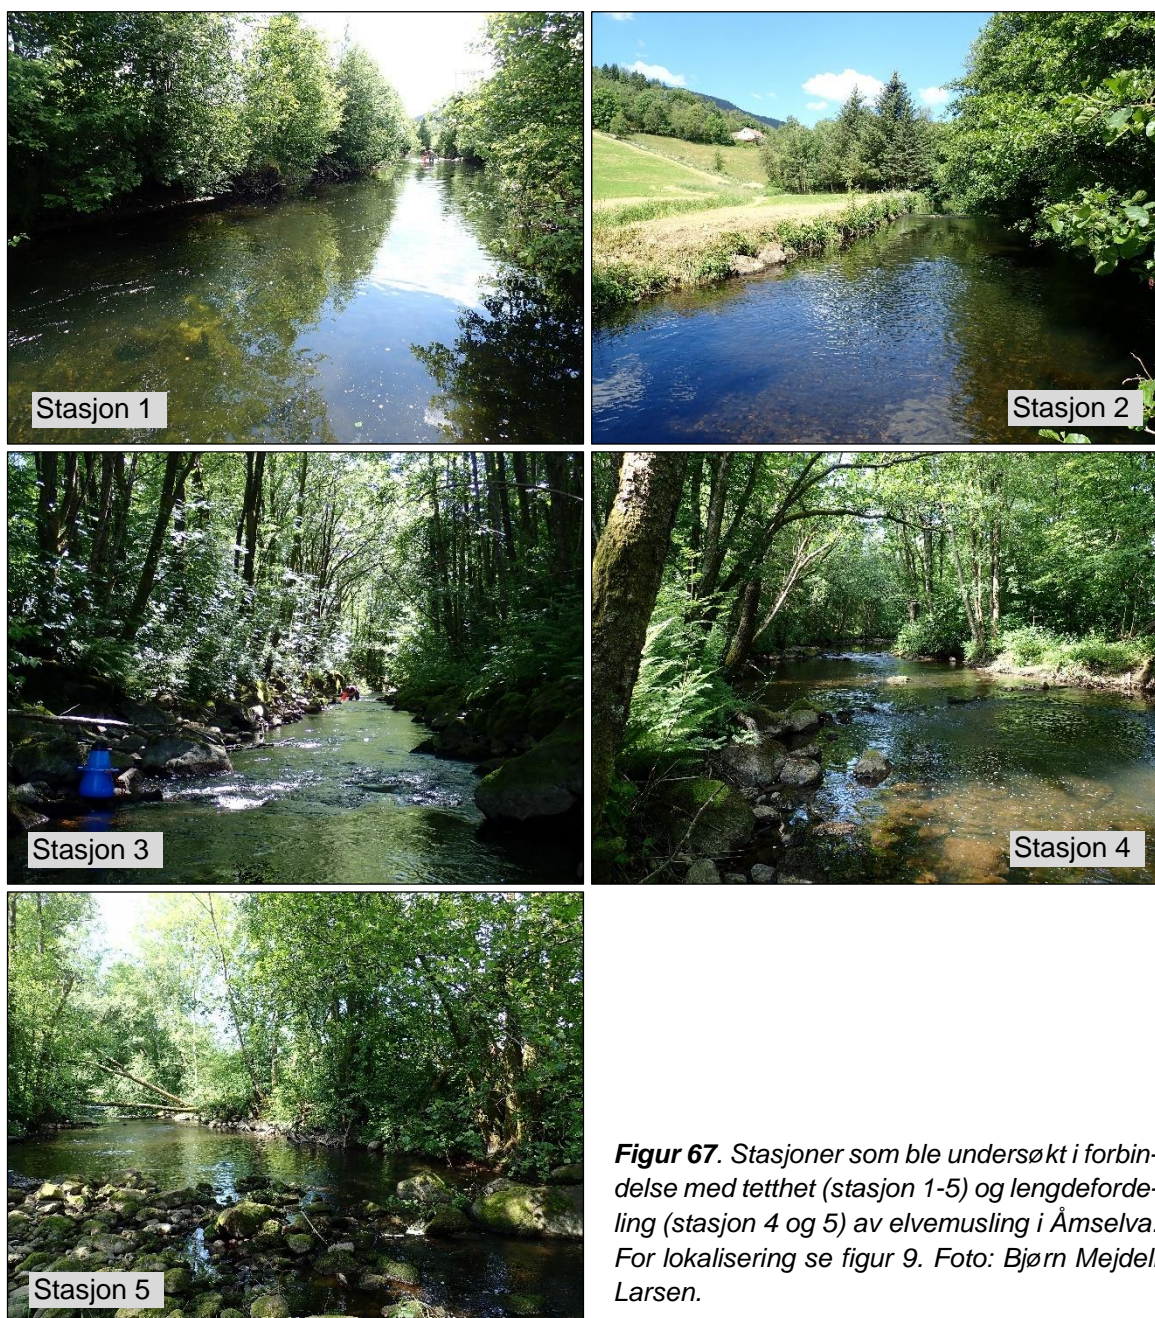 Stasjon 1
Stasjon 2
Stasjon 3
Stasjon 4
Stasjon 5
Figur 67. Stasjoner som ble undersøkt i forbin-
delse med tetthet (stasjon 1-5) og lengdeforde-
ling (stasjon 4 og 5) av elvemusling i Åmselva.
For lokalisering se figur 9. Foto: Bjørn Mejdell
Larsen.